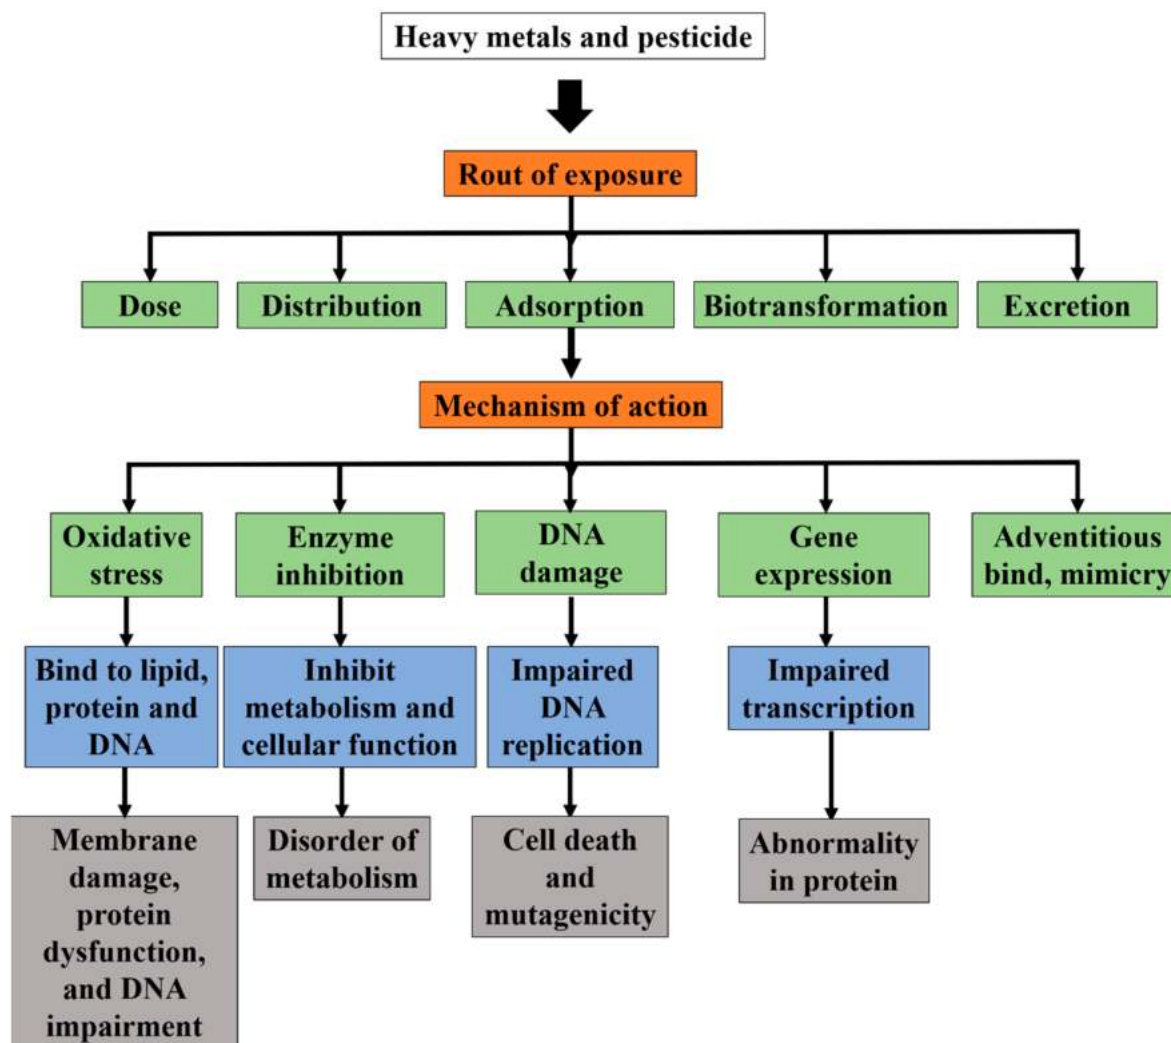 Heavy metals and pesticide
Rout of exposure
Dose
Distribution
Adsorption
Biotransformation
Excretion
Mechanism of action
Oxidative
stress
Enzyme
inhibition
DNA
damage
Gene
expression
Adventitious
bind, mimicry
Bind to lipid,
protein and
DNA
Inhibit
metabolism and
cellular function
Impaired
DNA
replication
Impaired
transcription
Membrane
damage,
protein
dysfunction,
and DNA
impairment
Disorder of
metabolism
Cell death
and
mutagenicity
Abnormality
in protein